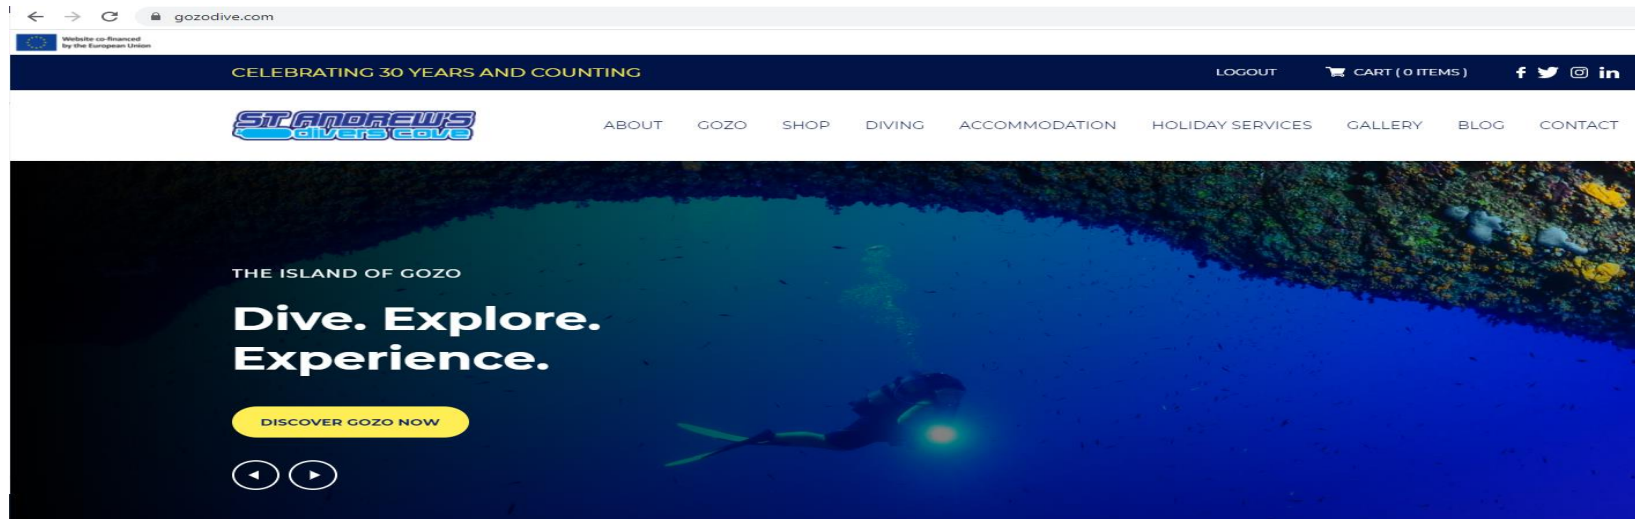 gozodive.com
Website co-financed
by the European Union
CELEBRATING 30 YEARS AND COUNTING
LOGOUT
CART ( 0 ITEMS )
ST ANDREW'S
divers cove
ABOUT GOZO SHOP DIVING ACCOMMODATION HOLIDAY SERVICES GALLERY BLOG CONTACT
THE ISLAND OF GOZO
Dive. Explore.
Experience.
DISCOVER GOZO NOW